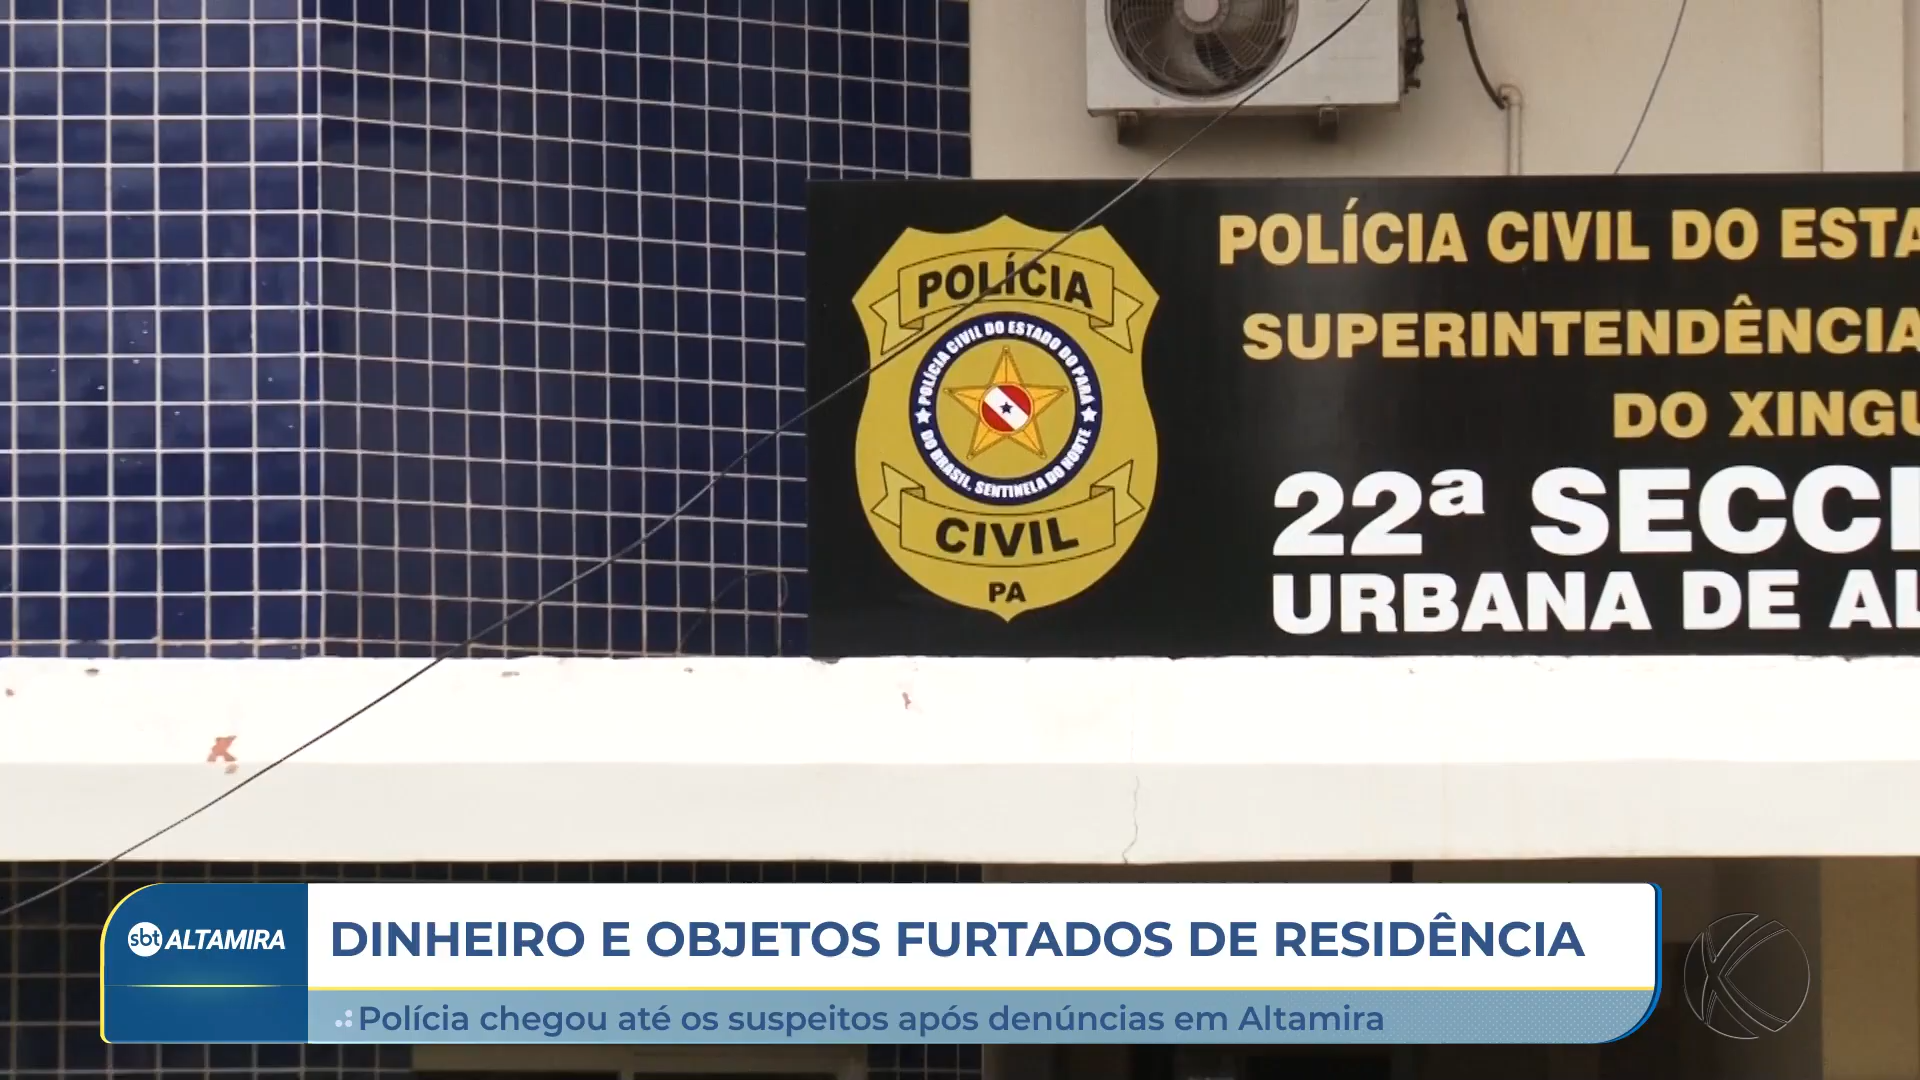 POLÍCIA
POLÍCIA CIVIL DO ESTADO DO PARÁ
DO BRASIL, SENTINELA DO NORTE
CIVIL
PA
POLÍCIA CIVIL DO ESTA
SUPERINTENDÊNCIA
DO XINGU
22ª SECCI
URBANA DE AL
sbt ALTAMIRA
DINHEIRO E OBJETOS FURTADOS DE RESIDÊNCIA
Polícia chegou até os suspeitos após denúncias em Altamira